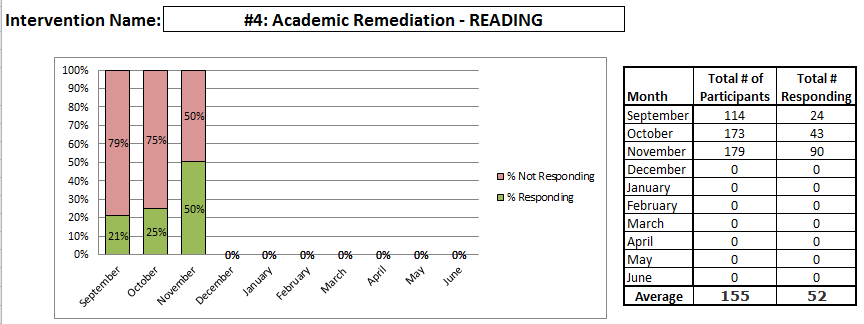 Intervention Name: #4: Academic Remediation - READING
100%
90%
80%
70%
60%
50%
40%
30%
20%
10%
0%
79% 75% 50%
21% 25% 50%
0% 0% 0% 0% 0% 0% 0%
September October November December January February March April May June
% Not Responding
% Responding
Month Total # of Participants Total # Responding
September 114 24
October 173 43
November 179 90
December 0 0
January 0 0
February 0 0
March 0 0
April 0 0
May 0 0
June 0 0
Average 155 52